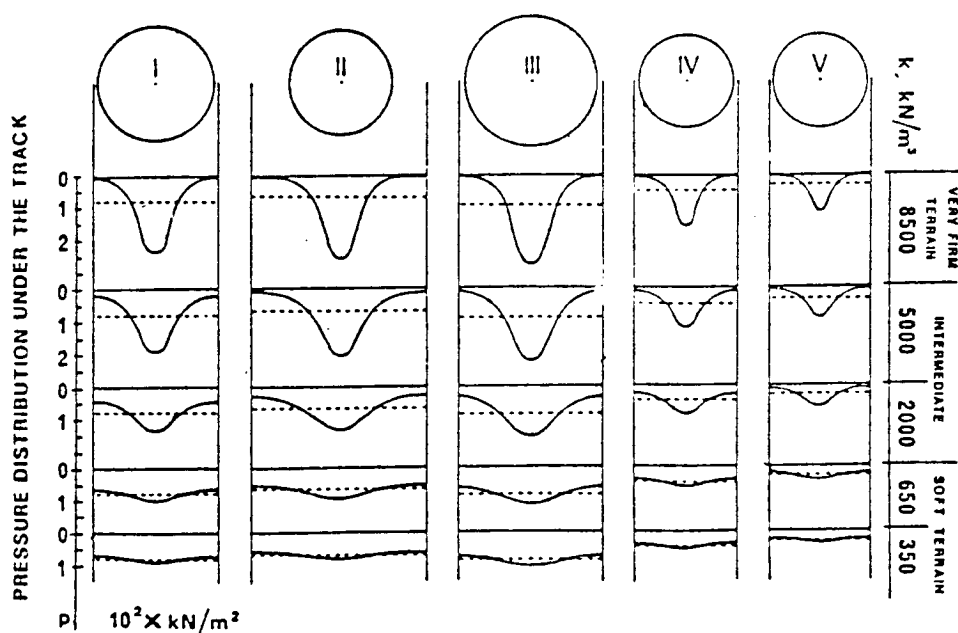 I
II
III
IV
V
k, kN/m³
PRESSURE DISTRIBUTION UNDER THE TRACK
0
1
2
0
1
2
0
1
0
1
0
1
VERY FIRM
TERRAIN
8500
INTERMEDIATE
5000
2000
SOFT TERRAIN
650
350
P 10² × kN/m²